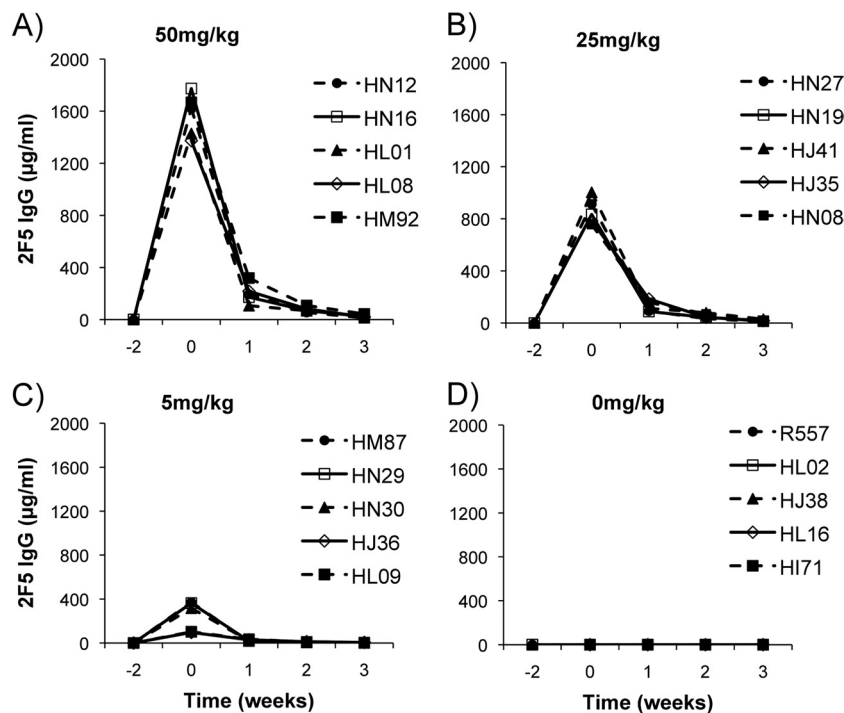 A)
50mg/kg
2F5 IgG (µg/ml)
2000
1600
1200
800
400
0
-2 0 1 2 3
HN12
HN16
HL01
HL08
HM92
B)
25mg/kg
2000
1600
1200
800
400
0
-2 0 1 2 3
HN27
HN19
HJ41
HJ35
HN08
C)
5mg/kg
2F5 IgG (µg/ml)
2000
1600
1200
800
400
0
-2 0 1 2 3
Time (weeks)
HM87
HN29
HN30
HJ36
HL09
D)
0mg/kg
2000
1600
1200
800
400
0
-2 0 1 2 3
Time (weeks)
R557
HL02
HJ38
HL16
HI71